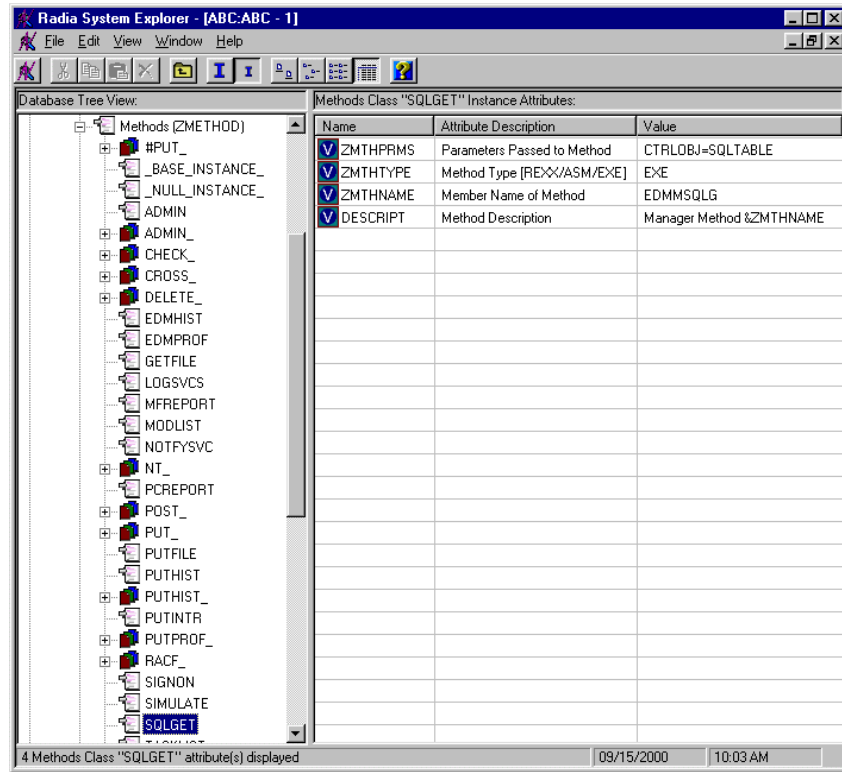 Radia System Explorer - [ABC:ABC - 1]
File Edit View Window Help
Database Tree View:
Methods (ZMETHOD)
#PUT_
_BASE_INSTANCE_
_NULL_INSTANCE_
ADMIN
ADMIN_
CHECK_
CROSS_
DELETE_
EDMHIST
EDMPROF
GETFILE
LOGSVCS
MFREPORT
MODLIST
NOTFYSVC
NT_
PCREPORT
POST_
PUT_
PUTFILE
PUTHIST
PUTHIST_
PUTINTR
PUTPROF_
RACF_
SIGNON
SIMULATE
SQLGET
Methods Class "SQLGET" Instance Attributes:
Name Attribute Description Value
V ZMTHPRMS Parameters Passed to Method CTRLOBJ=SQLTABLE
V ZMTHTYPE Method Type [REXX/ASM/EXE] EXE
V ZMTHNAME Member Name of Method EDMMSQLG
V DESCRIPT Method Description Manager Method &ZMTHNAME
4 Methods Class "SQLGET" attribute(s) displayed 09/15/2000 10:03 AM